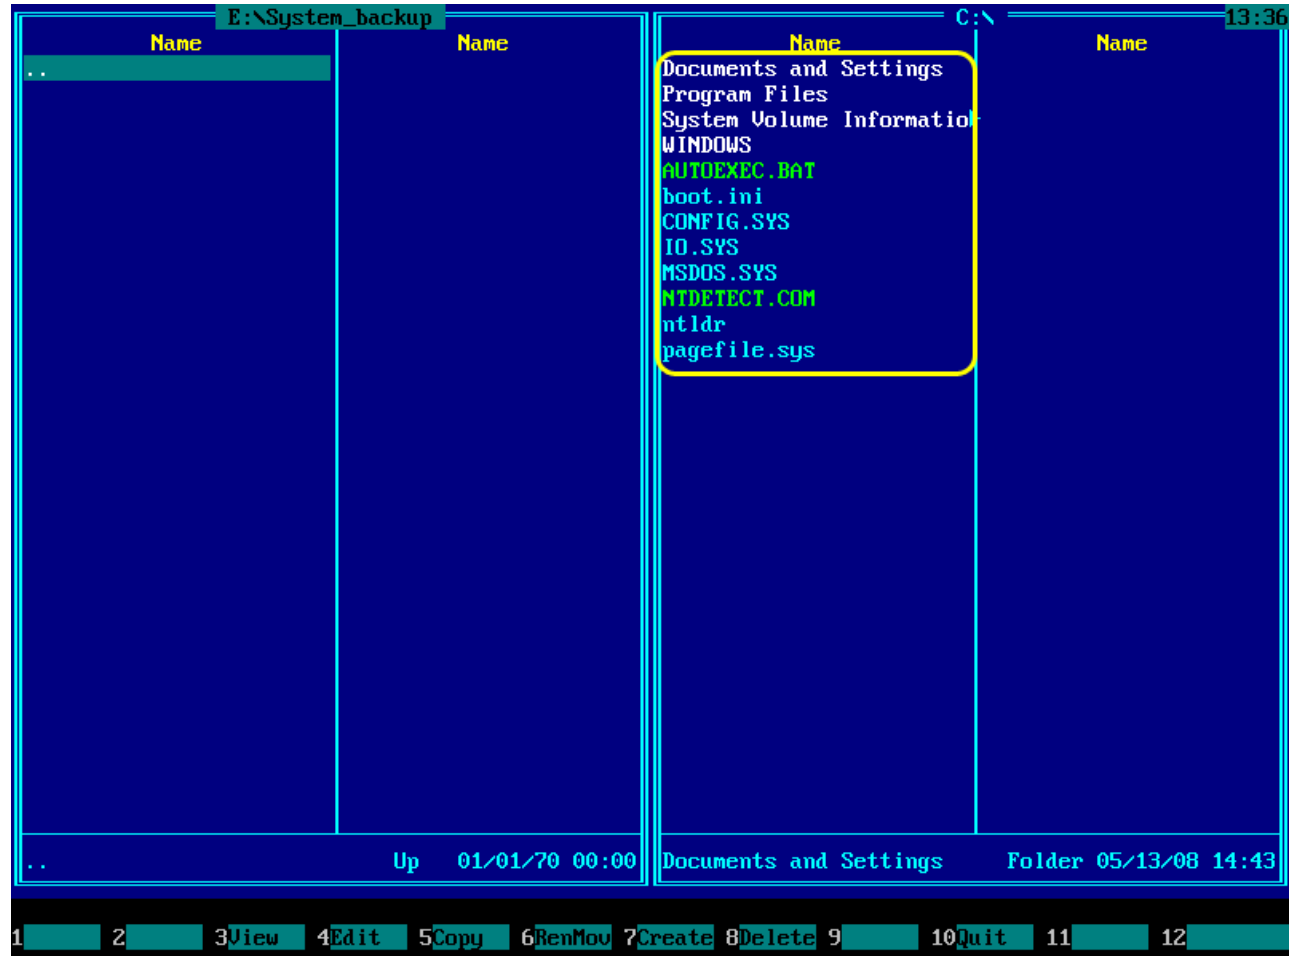 E:\System_backup
C:\
13:36
Name Name
Name Name
..
Documents and Settings
Program Files
System Volume Informatio
WINDOWS
AUTOEXEC.BAT
boot.ini
CONFIG.SYS
IO.SYS
MSDOS.SYS
NTDETECT.COM
ntldr
pagefile.sys
.. Up 01/01/70 00:00
Documents and Settings Folder 05/13/08 14:43
1 2 3View 4Edit 5Copy 6RenMov 7Create 8Delete 9 10Quit 11 12